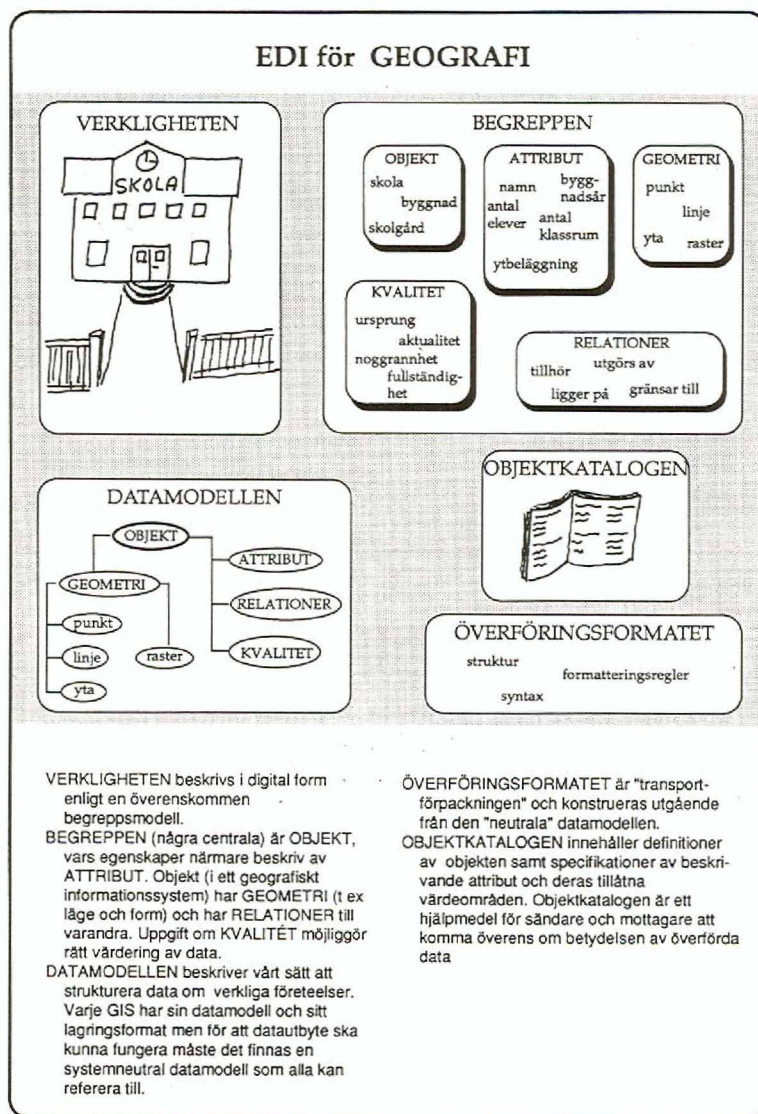 EDI för GEOGRAFI
VERKLIGHETEN
SKOLA
BEGREPPEN
OBJEKT
skola
byggnad
skolgård
ATTRIBUT
namn
bygg-
nadsår
antal
elever
antal
klassrum
ytbeläggning
GEOMETRI
punkt
linje
yta
raster
KVALITET
ursprung
aktualitet
noggrannhet
fullständig-
het
RELATIONER
tillhör
utgörs av
ligger på
gränsar till
DATAMODELLEN
OBJEKT
ATTRIBUT
GEOMETRI
RELATIONER
punkt
linje
raster
KVALITET
yta
OBJEKTKATALOGEN
ÖVERFÖRINGSFORMATET
struktur
formatteringsregler
syntax
VERKLIGHETEN beskrivs i digital form
enligt en överenskommen
begreppsmodell.
BEGREPPEN (några centrala) är OBJEKT,
vars egenskaper närmare beskriv av
ATTRIBUT. Objekt (i ett geografiskt
informationssystem) har GEOMETRI (t ex
läge och form) och har RELATIONER till
varandra. Uppgift om KVALITÉT möjliggör
rätt värdering av data.
DATAMODELLEN beskriver vårt sätt att
strukturera data om verkliga företeelser.
Varje GIS har sin datamodell och sitt
lagringsformat men för att datautbyte ska
kunna fungera måste det finnas en
systemneutral datamodell som alla kan
referera till.
ÖVERFÖRINGSFORMATET är "transport-
förpackningen" och konstrueras utgående
från den "neutrala" datamodellen.
OBJEKTKATALOGEN innehåller definitioner
av objekten samt specifikationer av beskri-
vande attribut och deras tillåtna
värdeområden. Objektkatalogen är ett
hjälpmedel för sändare och mottagare att
komma överens om betydelsen av överförda
data